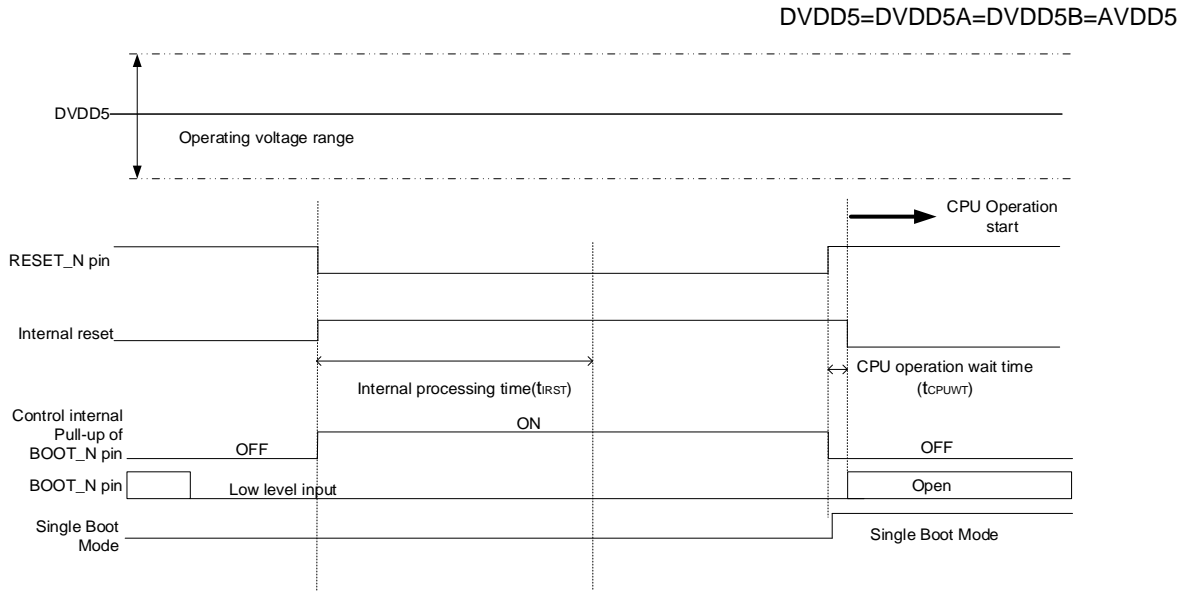 DVDD5=DVDD5A=DVDD5B=AVDD5
DVDD5
Operating voltage range
CPU Operation
start
RESET_N pin
Internal reset
CPU operation wait time
(tCPUWT)
Internal processing time(tIRST)
Control internal
Pull-up of
BOOT_N pin
OFF
ON
OFF
BOOT_N pin
Low level input
Open
Single Boot
Mode
Single Boot Mode